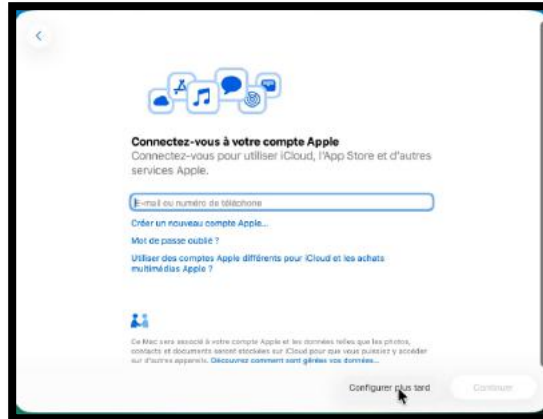 Connectez-vous à votre compte Apple
Connectez-vous pour utiliser iCloud, l'App Store et d'autres
services Apple.
E-mail ou numéro de téléphone
Créer un nouveau compte Apple...
Mot de passe oublié ?
Utiliser des comptes Apple différents pour iCloud et les achats
multimédias Apple ?
Ce Mac sera associé à votre compte Apple et les données telles que les photos,
contacts et documents seront stockées sur iCloud pour que vous puissiez y accéder
sur d'autres appareils. Découvrez comment sont gérées vos données...
Configurer plus tard
Continuer